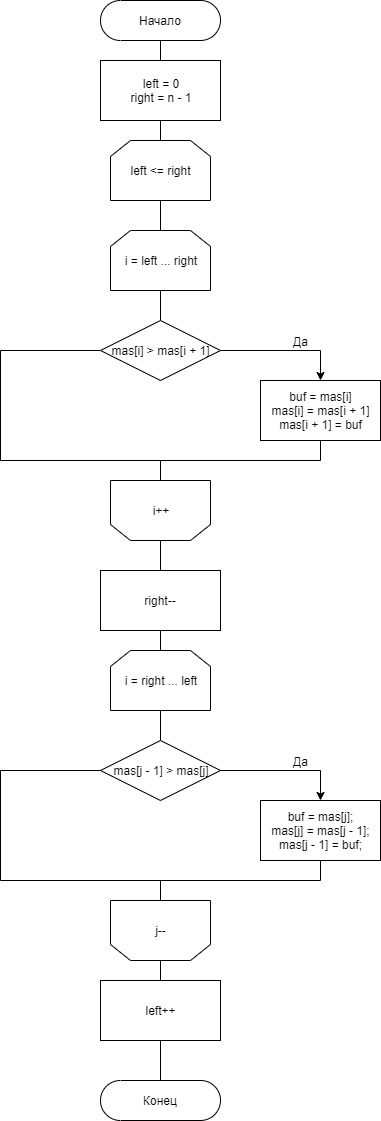 Начало
left = 0
right = n - 1
left <= right
i = left ... right
mas[i] > mas[i + 1]
Да
buf = mas[i]
mas[i] = mas[i + 1]
mas[i + 1] = buf
i++
right--
i = right ... left
mas[j - 1] > mas[j]
Да
buf = mas[j];
mas[j] = mas[j - 1];
mas[j - 1] = buf;
j--
left++
Конец